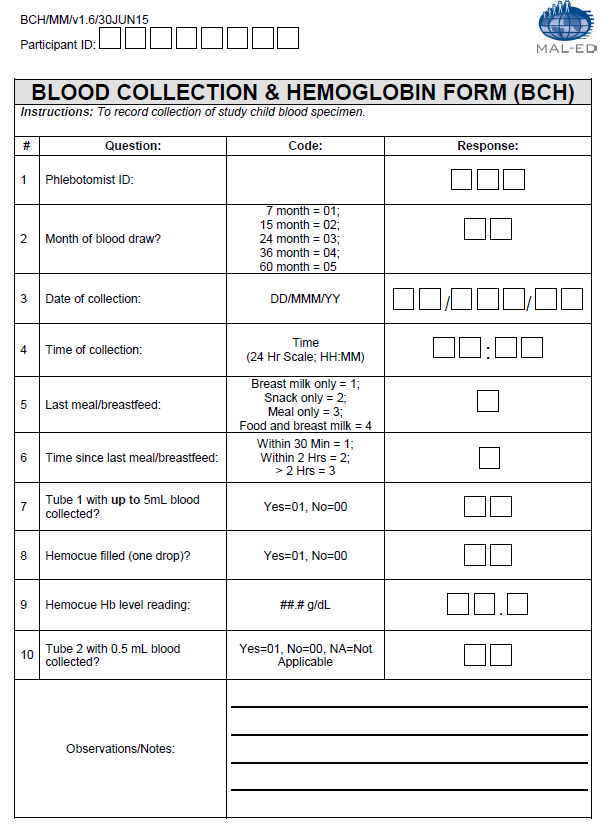 BCH/MM/v1.6/30JUN15
Participant ID:
MAL-ED
BLOOD COLLECTION & HEMOGLOBIN FORM (BCH)
Instructions: To record collection of study child blood specimen.
# Question: Code: Response:
1 Phlebotomist ID:
2 Month of blood draw?
7 month = 01;
15 month = 02;
24 month = 03;
36 month = 04;
60 month = 05
3 Date of collection: DD/MMM/YY / /
4 Time of collection:
Time
(24 Hr Scale; HH:MM)
:
5 Last meal/breastfeed:
Breast milk only = 1;
Snack only = 2;
Meal only = 3;
Food and breast milk = 4
6 Time since last meal/breastfeed:
Within 30 Min = 1;
Within 2 Hrs = 2;
> 2 Hrs = 3
7 Tube 1 with up to 5mL blood
collected?
Yes=01, No=00
8 Hemocue filled (one drop)? Yes=01, No=00
9 Hemocue Hb level reading: ##.# g/dL .
10 Tube 2 with 0.5 mL blood
collected?
Yes=01, No=00, NA=Not
Applicable
Observations/Notes: